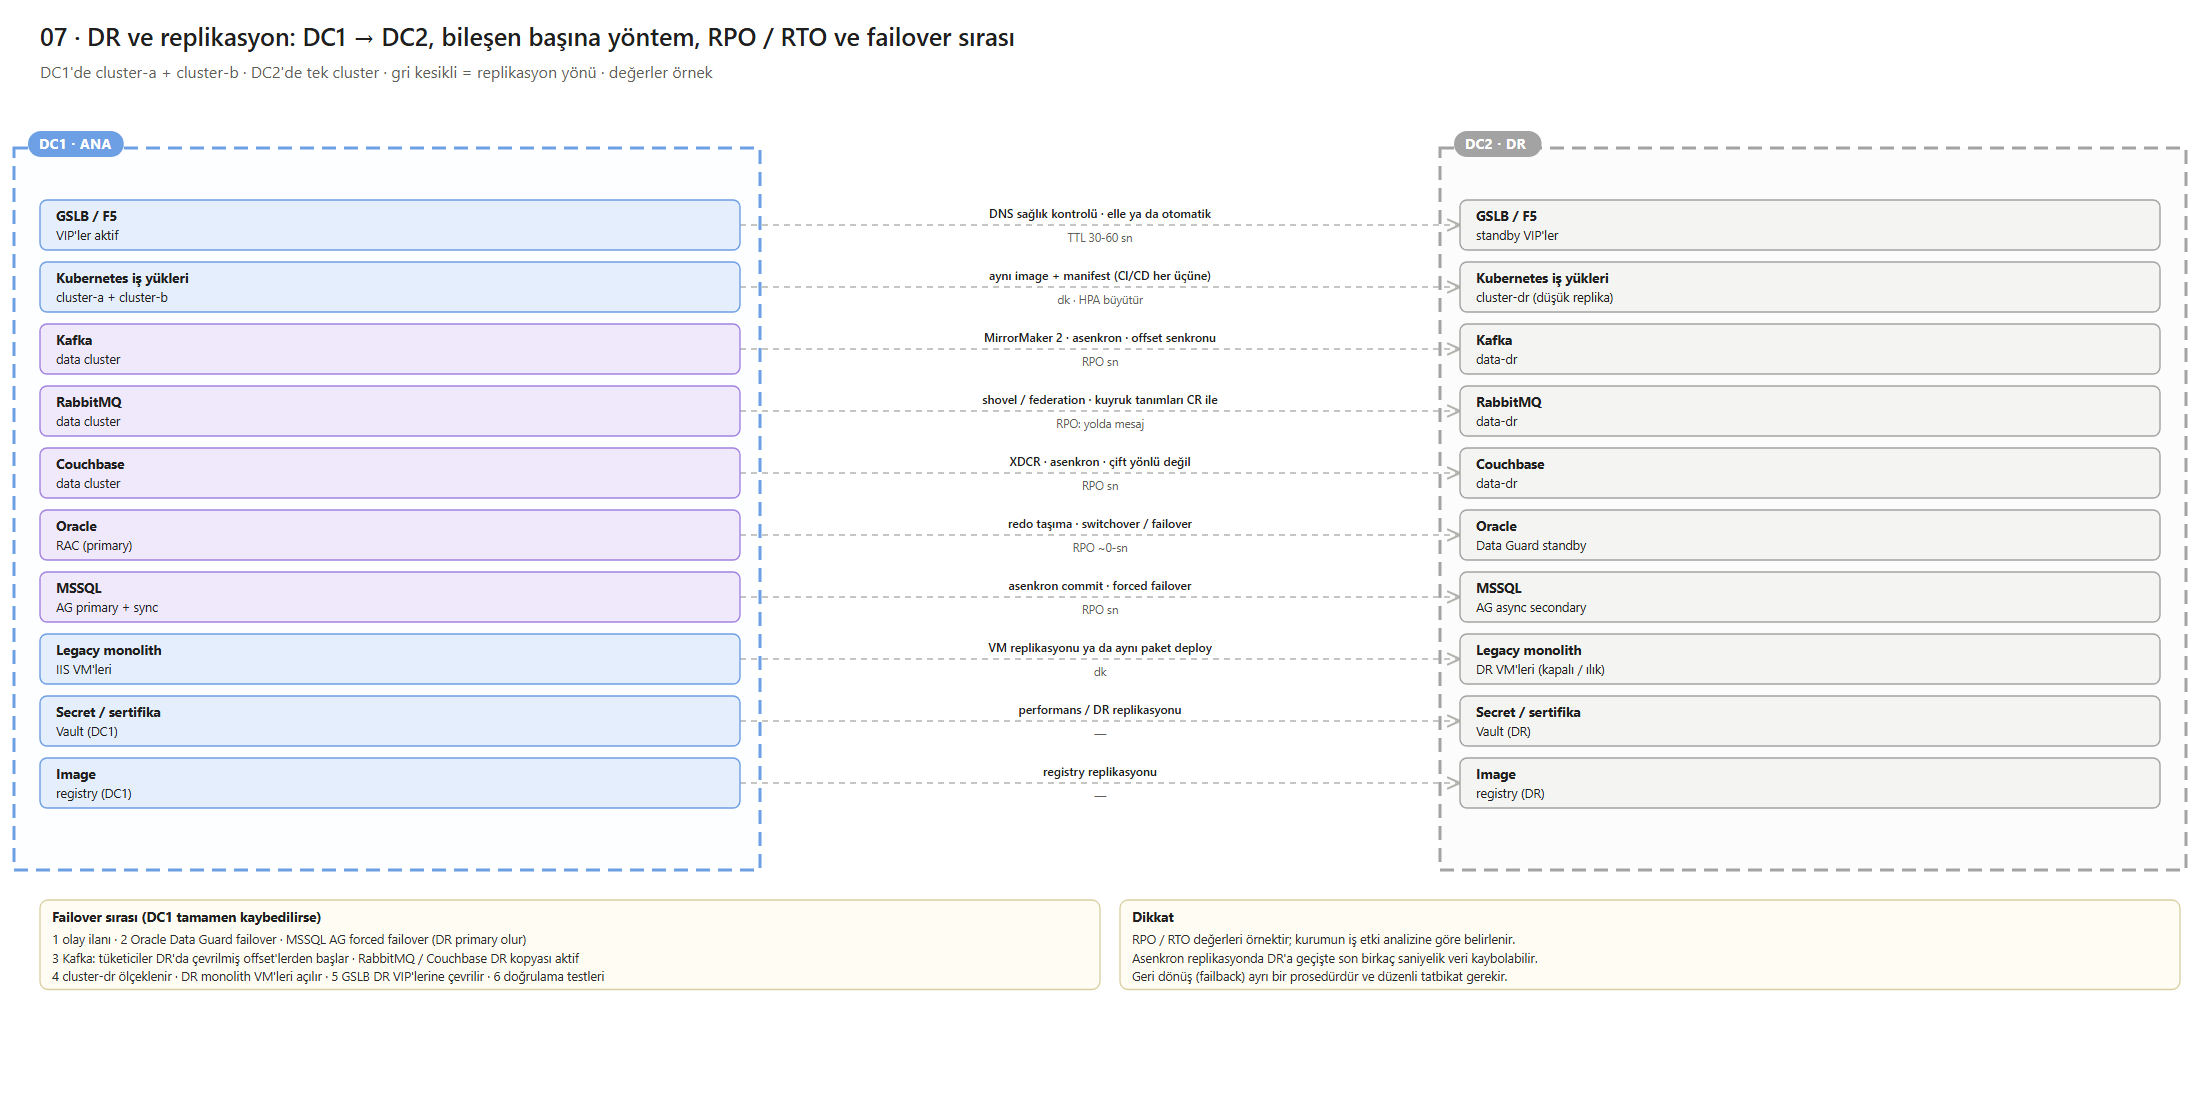 07 · DR ve replikasyon: DC1 → DC2, bileşen başına yöntem, RPO / RTO ve failover sırası
DC1'de cluster-a + cluster-b · DC2'de tek cluster · gri kesikli = replikasyon yönü · değerler örnek
DC1 · ANA
DC2 · DR
GSLB / F5
VIP'ler aktif
DNS sağlık kontrolü · elle ya da otomatik
TTL 30-60 sn
GSLB / F5
standby VIP'ler
Kubernetes iş yükleri
cluster-a + cluster-b
aynı image + manifest (CI/CD her üçüne)
dk · HPA büyütür
Kubernetes iş yükleri
cluster-dr (düşük replika)
Kafka
data cluster
MirrorMaker 2 · asenkron · offset senkronu
RPO sn
Kafka
data-dr
RabbitMQ
data cluster
shovel / federation · kuyruk tanımları CR ile
RPO: yolda mesaj
RabbitMQ
data-dr
Couchbase
data cluster
XDCR · asenkron · çift yönlü değil
RPO sn
Couchbase
data-dr
Oracle
RAC (primary)
redo taşıma · switchover / failover
RPO ~0-sn
Oracle
Data Guard standby
MSSQL
AG primary + sync
asenkron commit · forced failover
RPO sn
MSSQL
AG async secondary
Legacy monolith
IIS VM'leri
VM replikasyonu ya da aynı paket deploy
dk
Legacy monolith
DR VM'leri (kapalı / ılık)
Secret / sertifika
Vault (DC1)
performans / DR replikasyonu
—
Secret / sertifika
Vault (DR)
Image
registry (DC1)
registry replikasyonu
—
Image
registry (DR)
Failover sırası (DC1 tamamen kaybedilirse)
1 olay ilanı · 2 Oracle Data Guard failover · MSSQL AG forced failover (DR primary olur)
3 Kafka: tüketiciler DR'da çevrilmiş offset'lerden başlar · RabbitMQ / Couchbase DR kopyası aktif
4 cluster-dr ölçeklenir · DR monolith VM'leri açılır · 5 GSLB DR VIP'lerine çevrilir · 6 doğrulama testleri
Dikkat
RPO / RTO değerleri örnektir; kurumun iş etki analizine göre belirlenir.
Asenkron replikasyonda DR'a geçişte son birkaç saniyelik veri kaybolabilir.
Geri dönüş (failback) ayrı bir prosedürdür ve düzenli tatbikat gerekir.